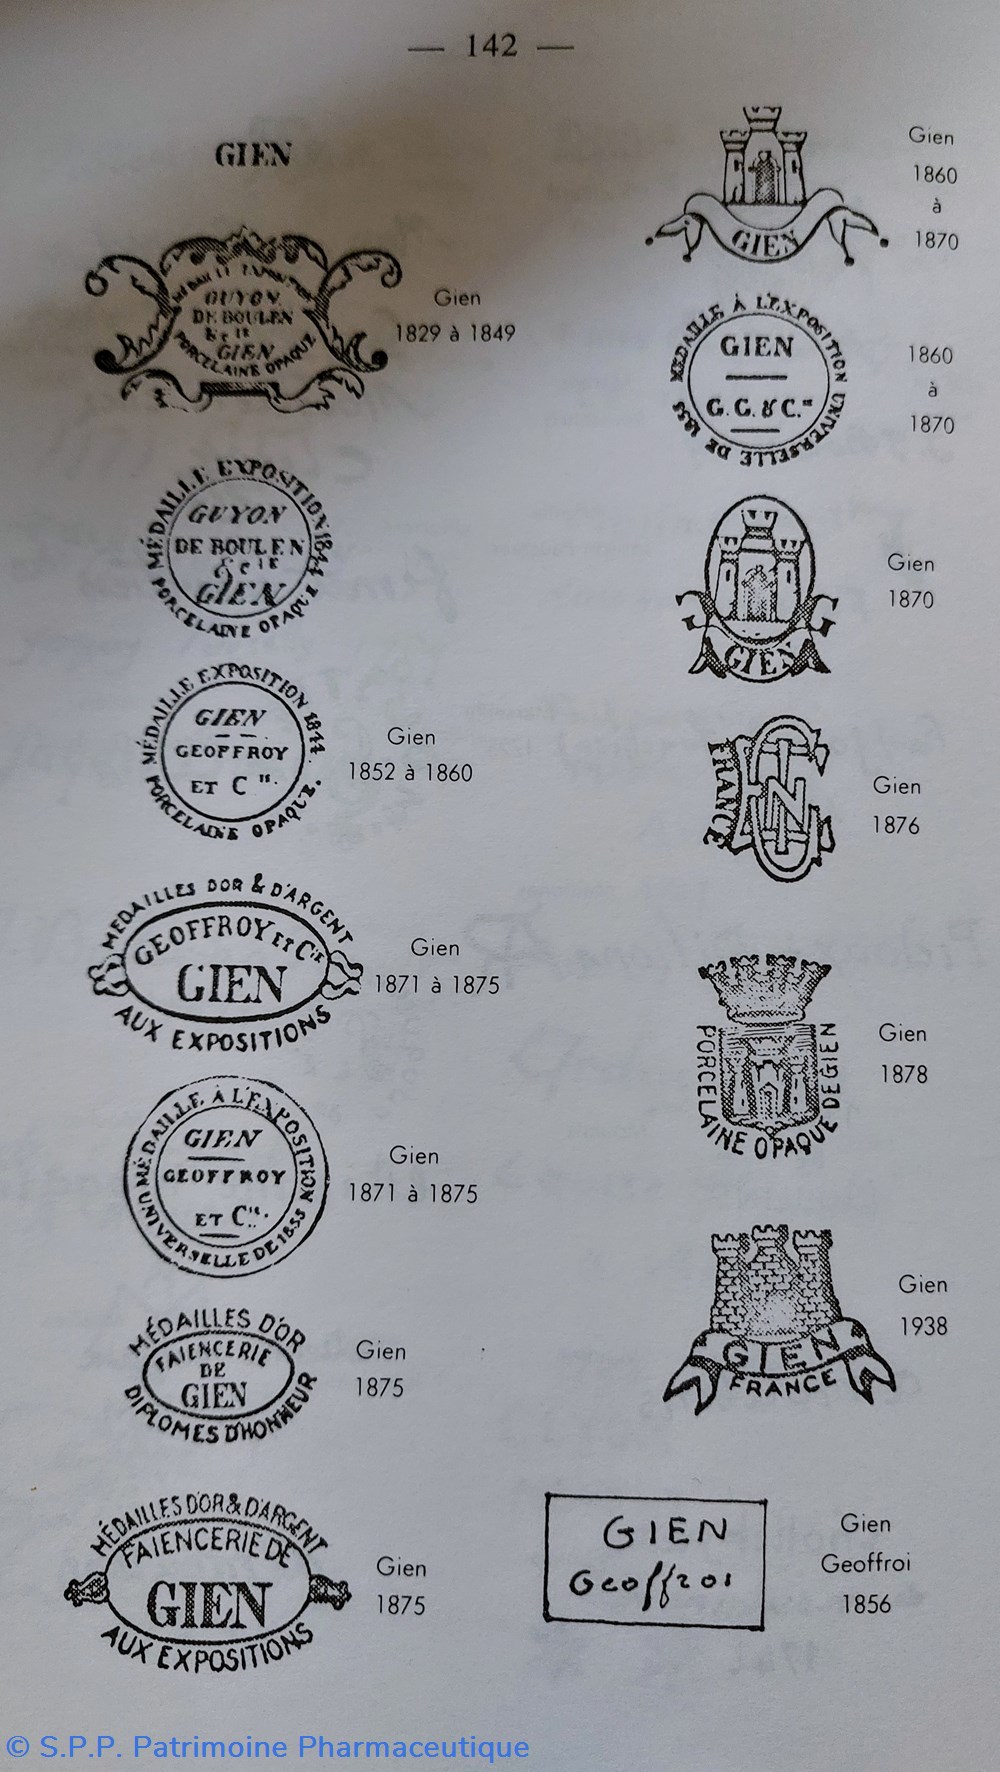 — 142 —
GIEN
MÉDAILLE EXPOSITION
GUYON
DE BOULEN
& Cie
GIEN
PORCELAINE OPAQUE
Gien
1829 à 1849
MÉDAILLE EXPOSITION 1844
GUYON
DE BOULEN
& Cie
GIEN
PORCELAINE OPAQUE
MÉDAILLE EXPOSITION 1844
GIEN
GEOFFROY
ET Cie
PORCELAINE OPAQUE.
Gien
1852 à 1860
MEDAILLES D'OR & D'ARGENT
GEOFFROY ET Cie
GIEN
AUX EXPOSITIONS
Gien
1871 à 1875
MÉDAILLE À L'EXPOSITION
GIEN
GEOFFROY
ET Cie.
UNIVERSELLE DE 1855
Gien
1871 à 1875
MÉDAILLES D'OR
FAIENCERIE
DE
GIEN
DIPLOMES D'HONNEUR
Gien
1875
MÉDAILLES D'OR & D'ARGENT
FAIENCERIE DE
GIEN
AUX EXPOSITIONS
Gien
1875
GIEN
Gien
1860
à
1870
MEDAILLE À L'EXPOSITION UNIVERSELLE DE 1855
GIEN
G. G. & Cie
1860
à
1870
GIEN
Gien
1870
FRANCE
Gien
1876
PORCELAINE OPAQUE DE GIEN
Gien
1878
GIEN
FRANCE
Gien
1938
GIEN
Geoffroi
Gien
Geoffroi
1856
© S.P.P. Patrimoine Pharmaceutique